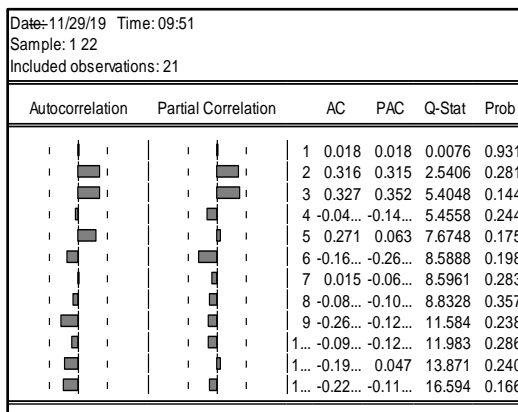 Date: 11/29/19 Time: 09:51
Sample: 1 22
Included observations: 21
Autocorrelation Partial Correlation AC PAC Q-Stat Prob
1 0.018 0.018 0.0076 0.931
2 0.316 0.315 2.5406 0.281
3 0.327 0.352 5.4048 0.144
4 -0.04... -0.14... 5.4558 0.244
5 0.271 0.063 7.6748 0.175
6 -0.16... -0.26... 8.5888 0.198
7 0.015 -0.06... 8.5961 0.283
8 -0.08... -0.10... 8.8328 0.357
9 -0.26... -0.12... 11.584 0.238
1... -0.09... -0.12... 11.983 0.286
1... -0.19... 0.047 13.871 0.240
1... -0.22... -0.11... 16.594 0.166